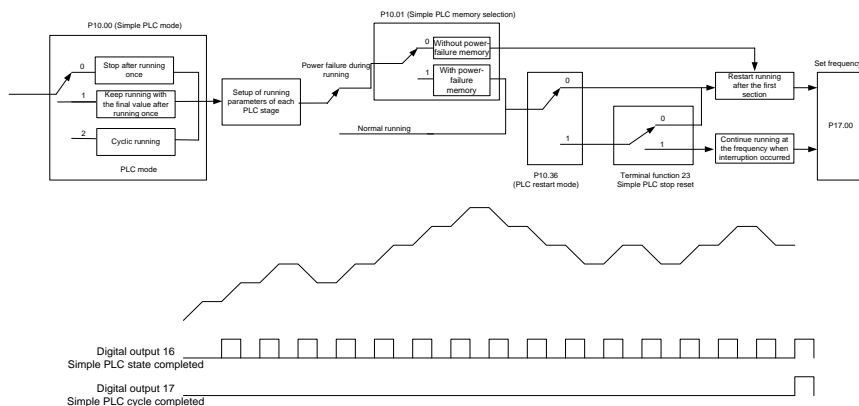 P10.00 (Simple PLC mode)
0
Stop after running
once
1
Keep running with
the final value after
running once
2
Cyclic running
PLC mode
Setup of running
parameters of each
PLC stage
Power failure during
running
Normal running
P10.01 (Simple PLC memory selection)
0
Without power-
failure memory
1
With power-
failure memory
0
1
P10.36
(PLC restart mode)
0
1
Terminal function 23
Simple PLC stop reset
Restart running
after the first
section
Continue running at
the frequency when
interruption occurred
Set frequency
P17.00
Digital output 16
Simple PLC state completed
Digital output 17
Simple PLC cycle completed